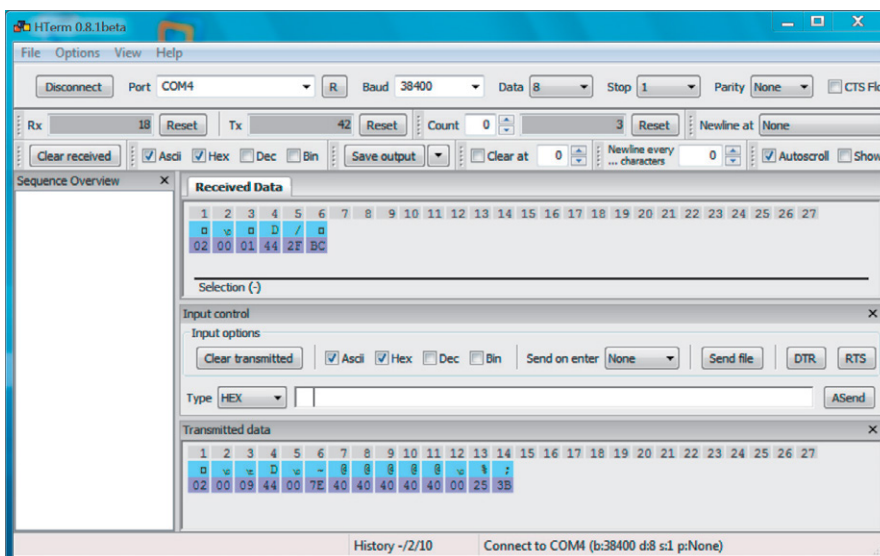 HTerm 0.8.1beta
File Options View Help
Disconnect Port COM4 R Baud 38400 Data 8 Stop 1 Parity None CTS Flo
Rx 18 Reset Tx 42 Reset Count 0 3 Reset Newline at None
Clear received Ascii Hex Dec Bin Save output Clear at 0 Newline every ... characters 0 Autoscroll Show
Sequence Overview X Received Data
1 2 3 4 5 6 7 8 9 10 11 12 13 14 15 16 17 18 19 20 21 22 23 24 25 26 27
D /
02 00 01 44 2F BC
Selection (-)
Input control
Input options
Clear transmitted Ascii Hex Dec Bin Send on enter None Send file DTR RTS
Type HEX ASend
Transmitted data
1 2 3 4 5 6 7 8 9 10 11 12 13 14 15 16 17 18 19 20 21 22 23 24 25 26 27
D ~ @ @ @ @ @ % ;
02 00 09 44 00 7E 40 40 40 40 40 00 25 3B
History -/2/10 Connect to COM4 (b:38400 d:8 s:1 p:None)